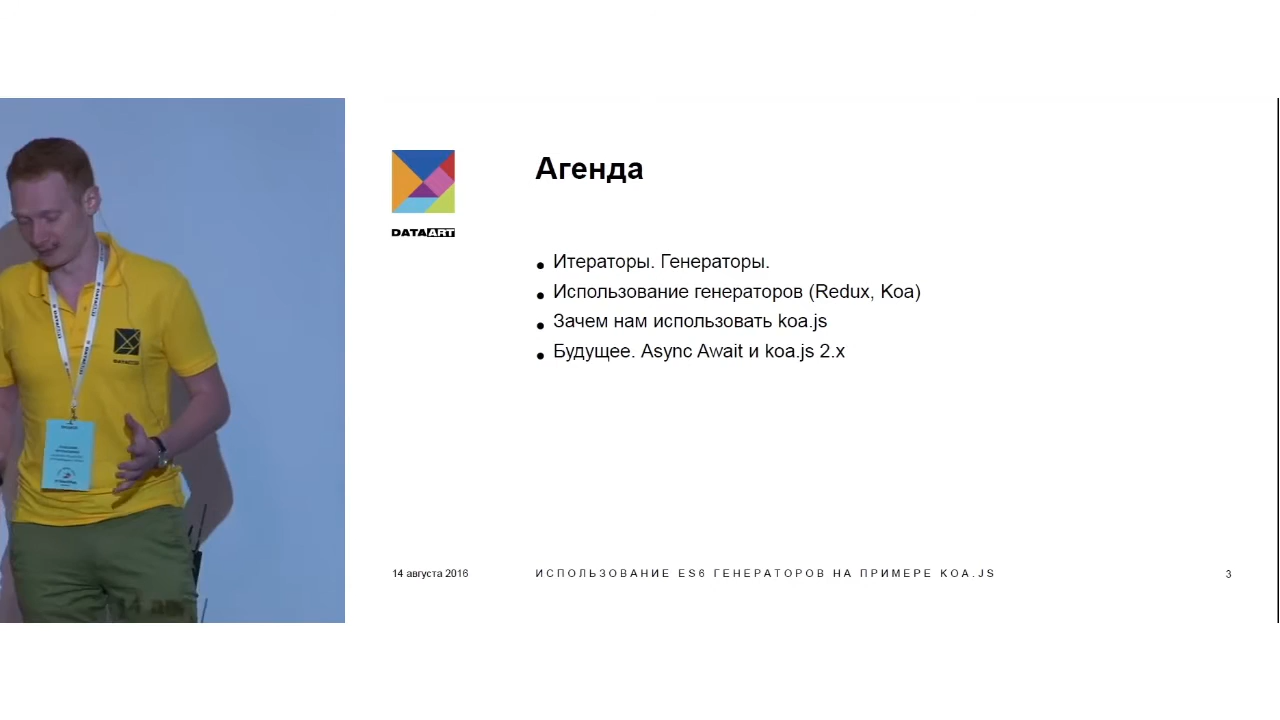 DATAART
Агенда
Итераторы. Генераторы.
Использование генераторов (Redux, Koa)
Зачем нам использовать koa.js
Будущее. Async Await и koa.js 2.x
14 августа 2016
ИСПОЛЬЗОВАНИЕ ES6 ГЕНЕРАТОРОВ НА ПРИМЕРЕ KOA.JS
3